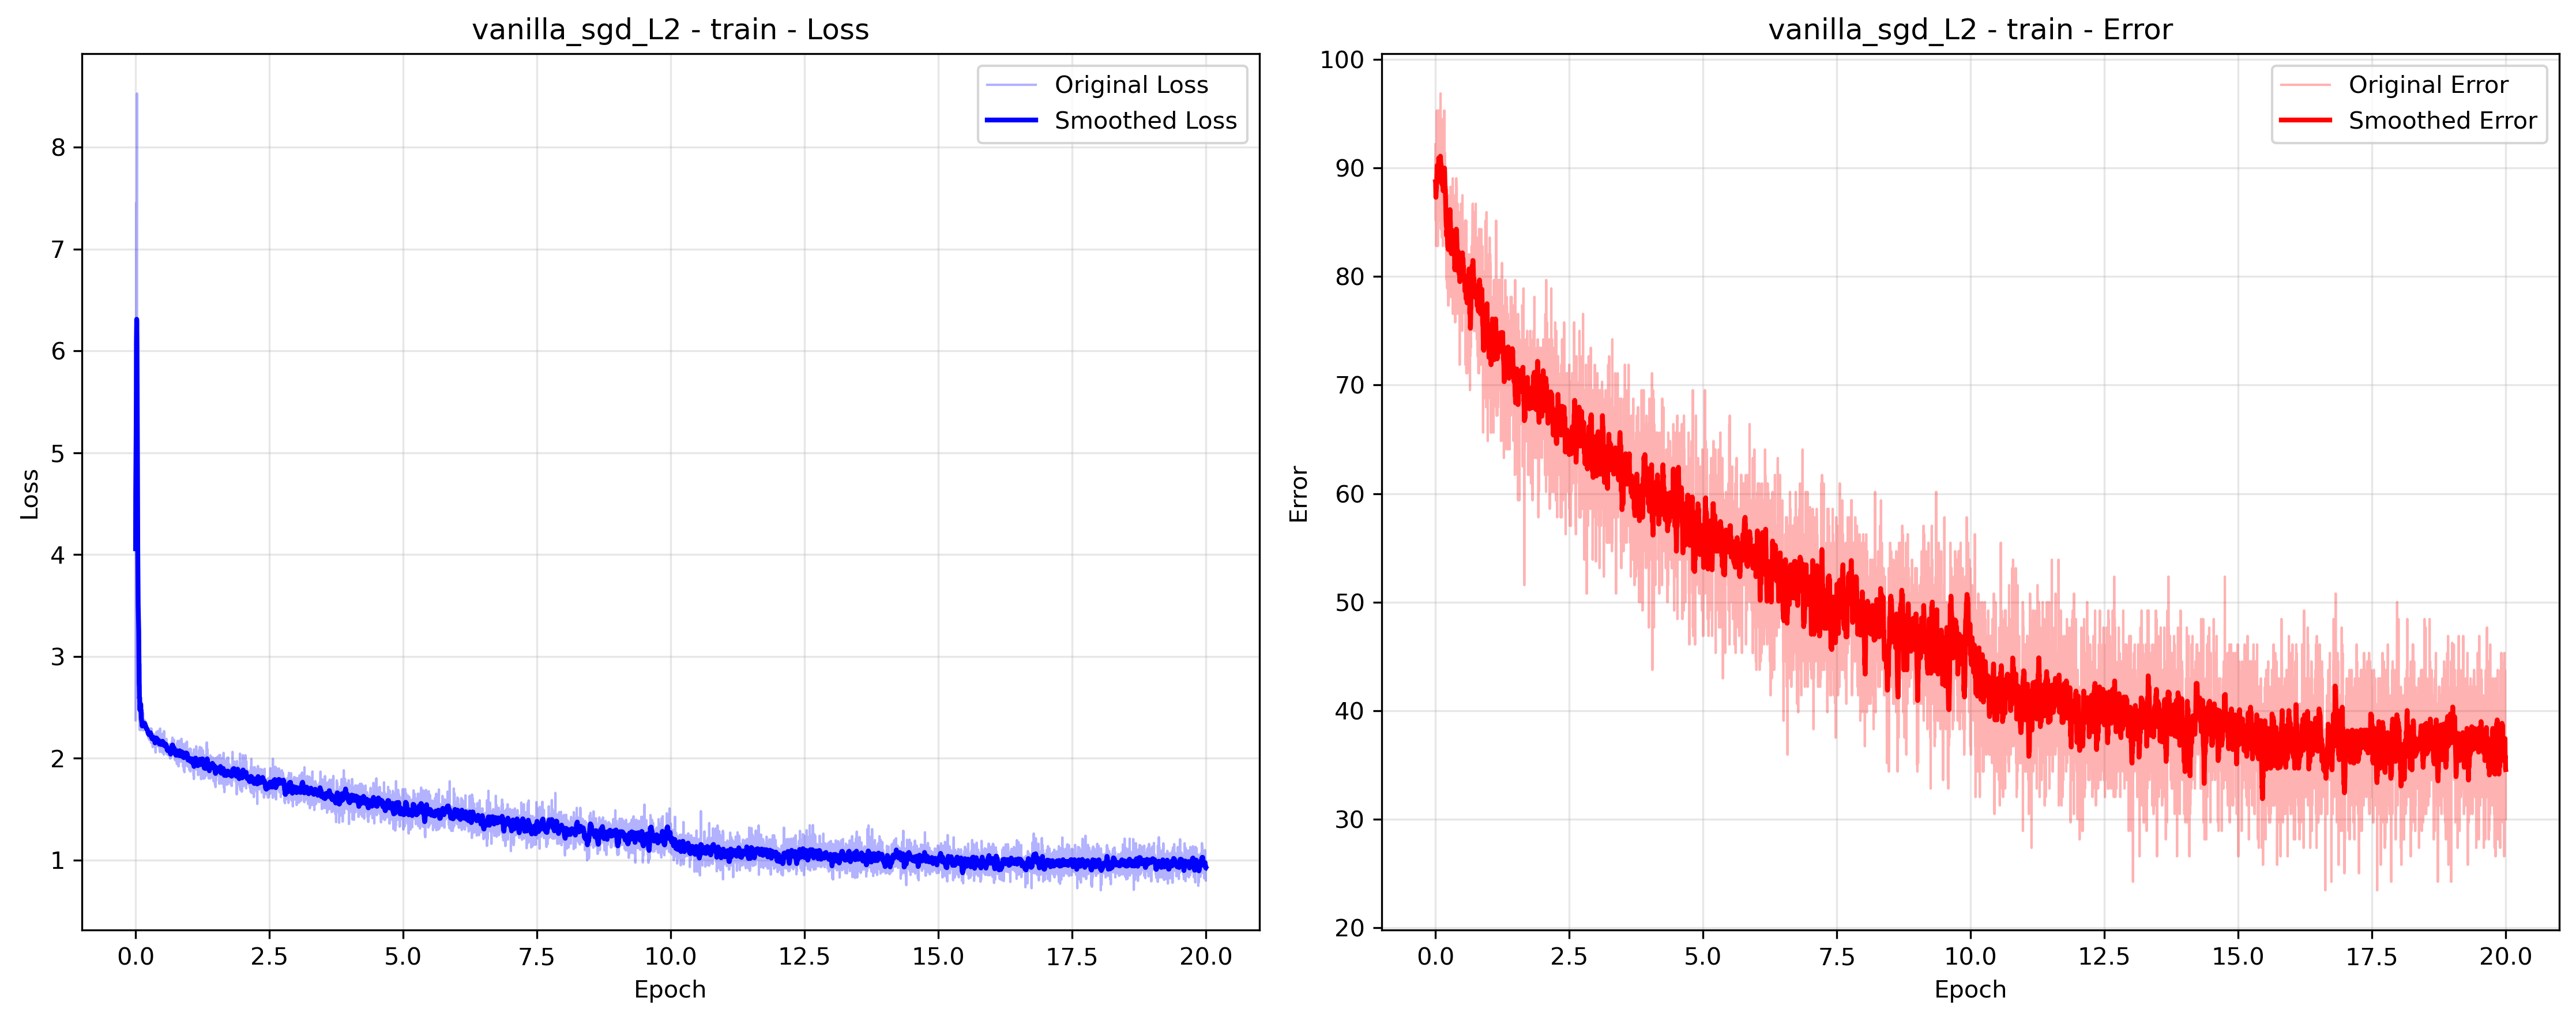 vanilla_sgd_L2 - train - Loss
Original Loss
Smoothed Loss
8
7
6
5
4
3
2
1
Loss
0.0 2.5 5.0 7.5 10.0 12.5 15.0 17.5 20.0
Epoch
vanilla_sgd_L2 - train - Error
Original Error
Smoothed Error
100
90
80
70
60
50
40
30
20
Error
0.0 2.5 5.0 7.5 10.0 12.5 15.0 17.5 20.0
Epoch